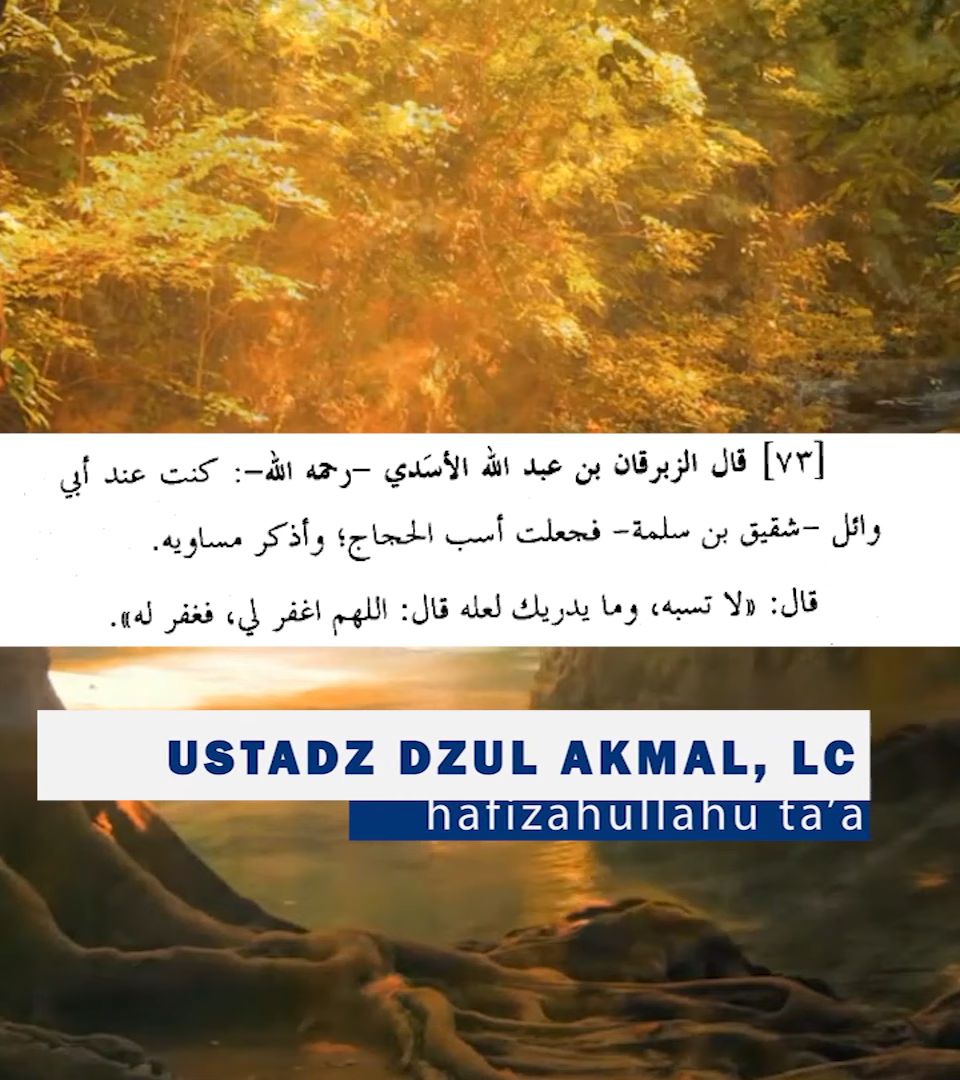 [٧٣] قال الزبرقان بن عبد الله الأسَدي –رحمه الله–: كنت عند أبي
وائل –شقيق بن سلمة– فجعلت أسب الحجاج؛ وأذكر مساويه.
قال: «لا تسبه، وما يدريك لعله قال: اللهم اغفر لي، فغفر له».
USTADZ DZUL AKMAL, LC
hafizahullahu ta'a